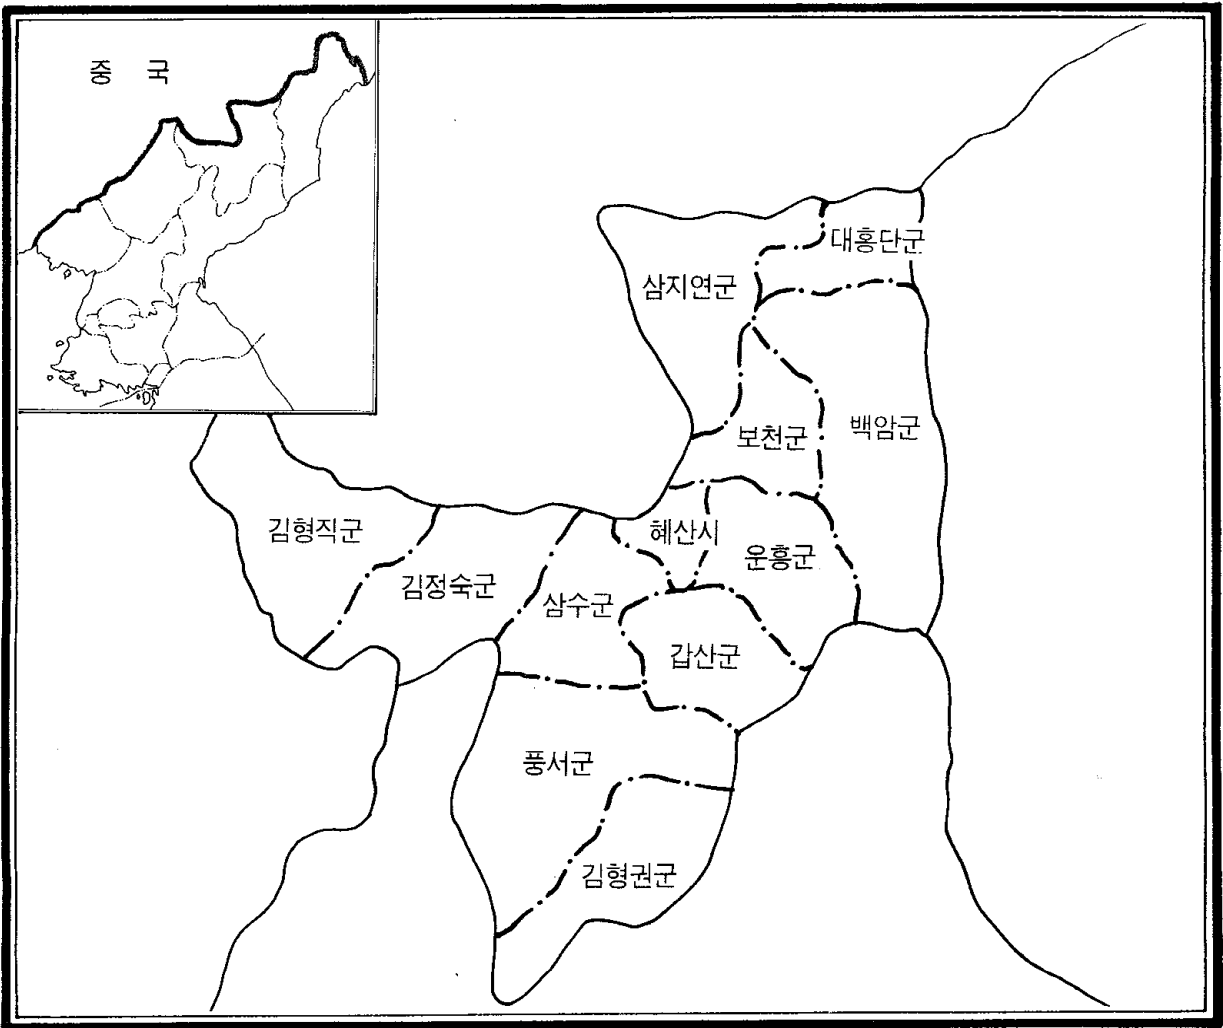 중 국
대홍단군
삼지연군
백암군
보천군
김형직군
혜산시
운흥군
김정숙군
삼수군
갑산군
풍서군
김형권군